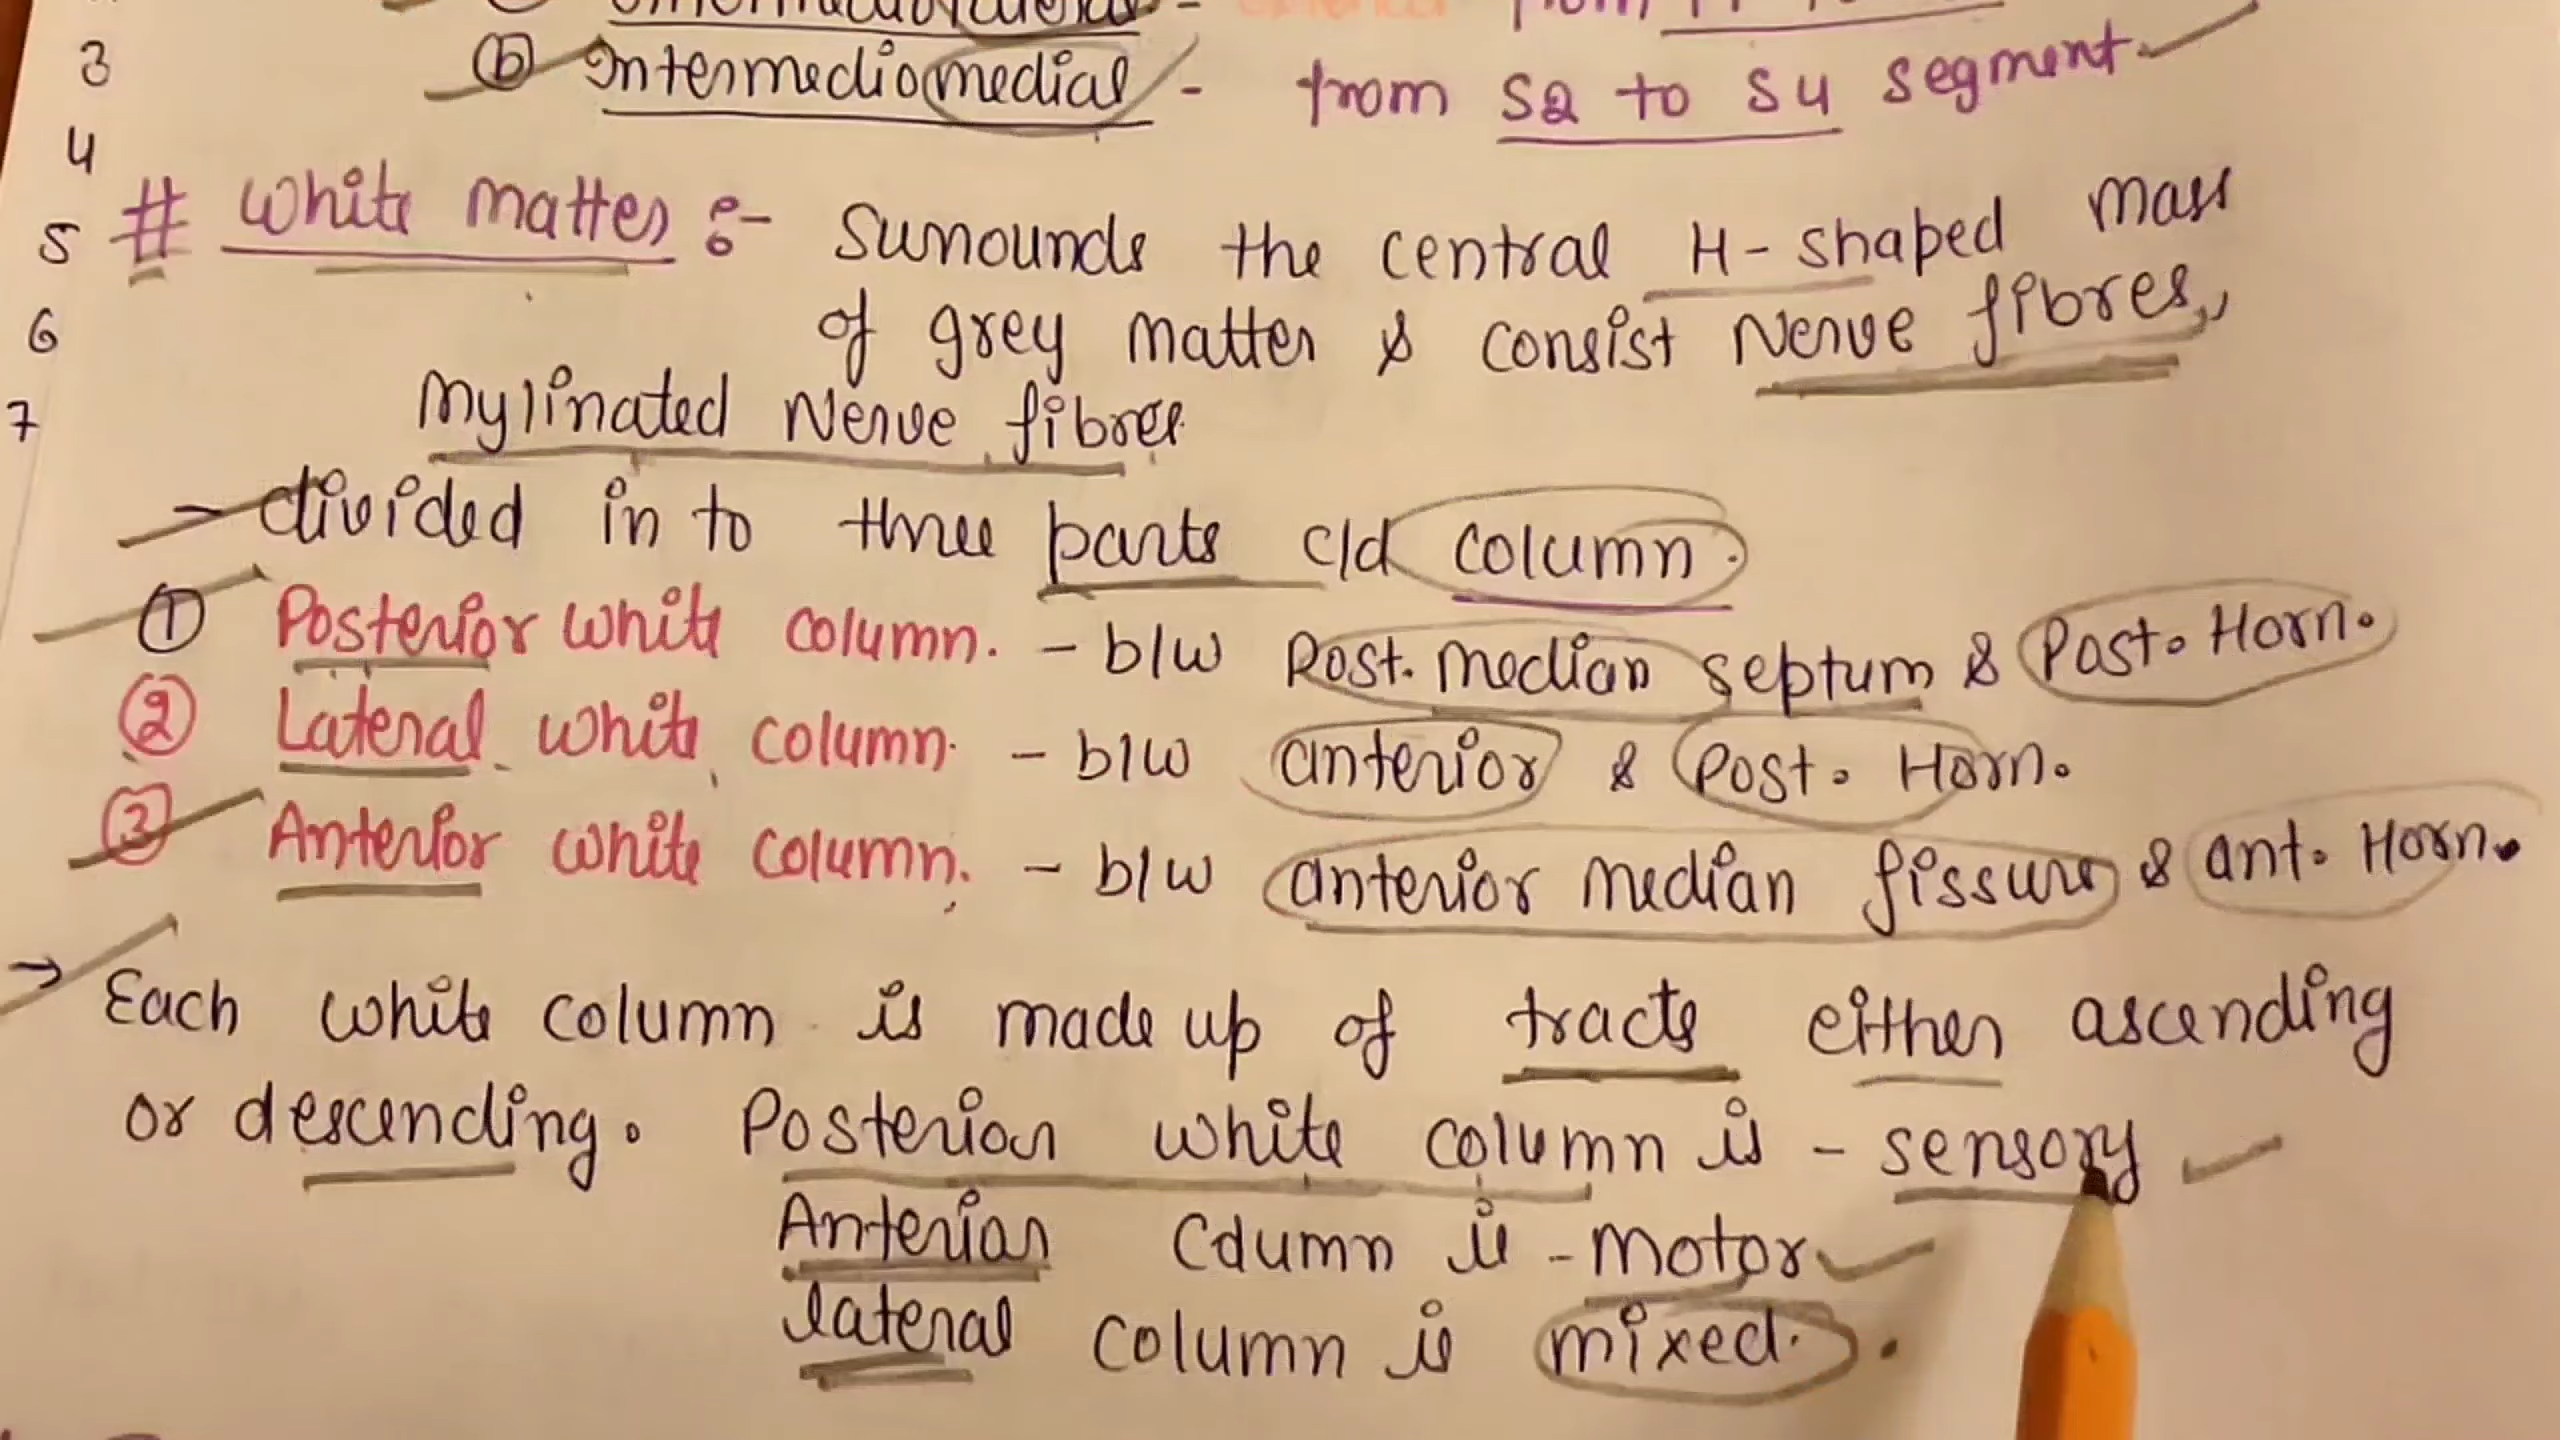 3
(b) Intermediomedial - from S2 to S4 segment
4
5
6
7
# White matter :- Surrounds the central H-shaped mass
of grey matter & consist Nerve fibres,
Mylinated Nerve fibres
- divided in to three parts c/d column.
① Posterior white column. - b/w Post. median septum & Post. Horn.
② Lateral white column. - b/w anterior & Post. Horn.
③ Anterior white column. - b/w anterior median fissure & ant. Horn.
→ Each white column is made up of tracts either ascending
or descending. Posterior white column is - sensory
Anterior Column is - motor
lateral column is mixed.